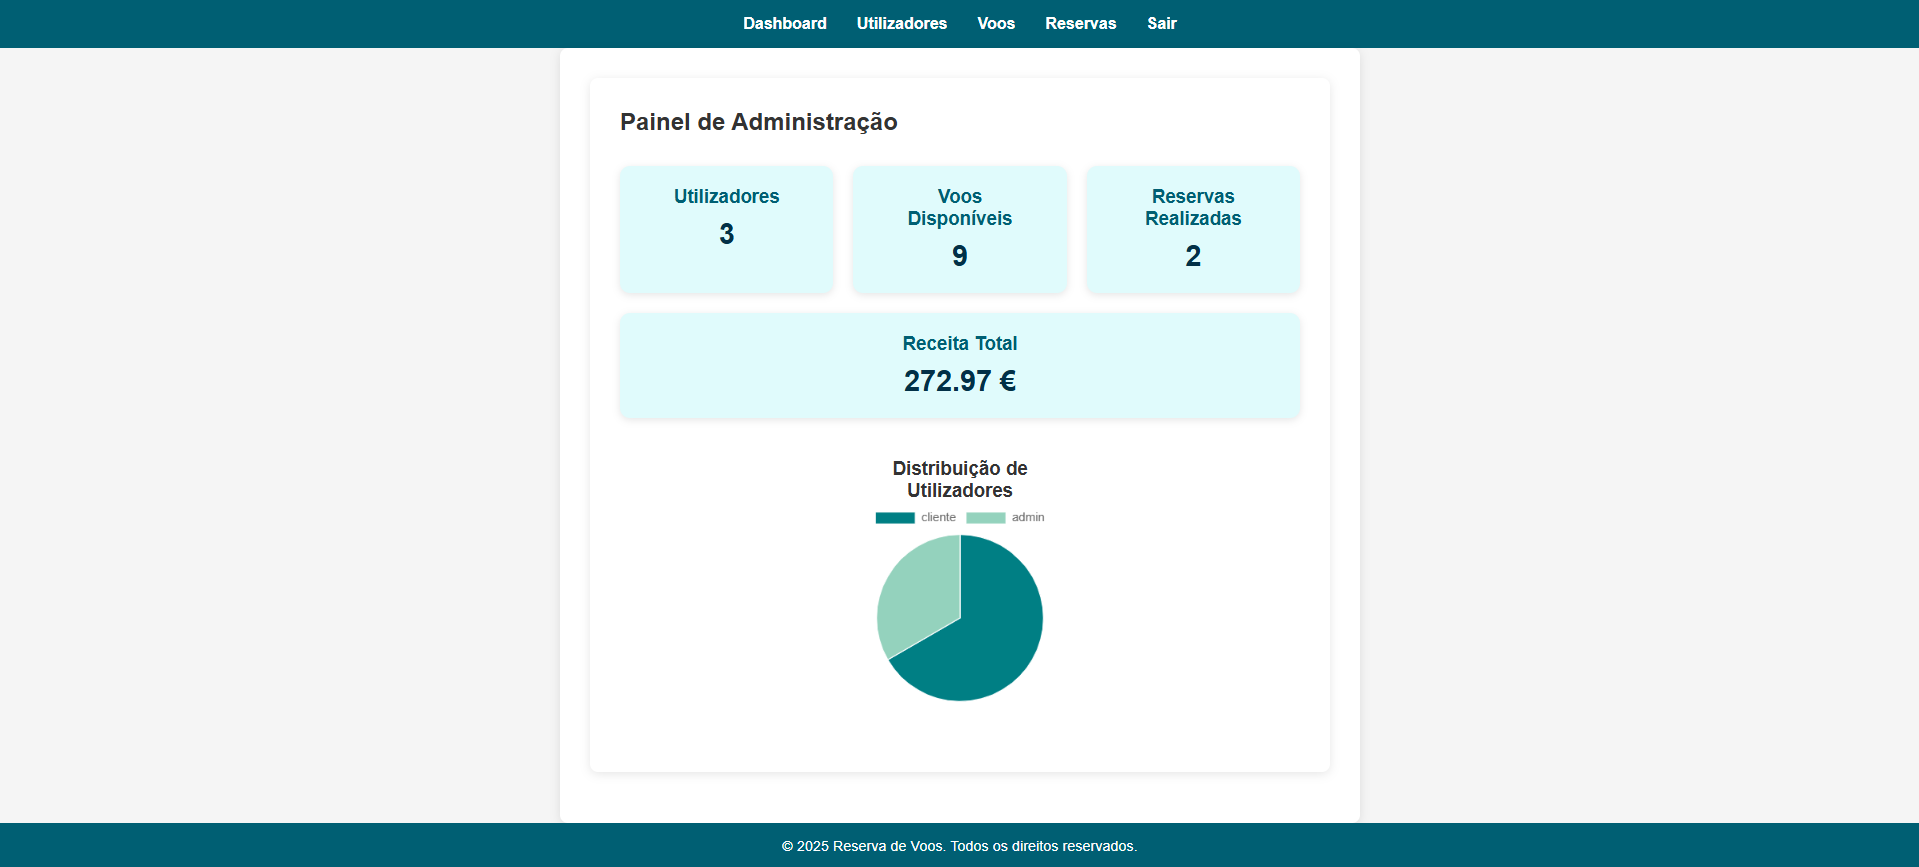 Dashboard Utilizadores Voos Reservas Sair
Painel de Administração
Utilizadores
3
Voos
Disponíveis
9
Reservas
Realizadas
2
Receita Total
272.97 €
Distribuição de
Utilizadores
cliente admin
© 2025 Reserva de Voos. Todos os direitos reservados.